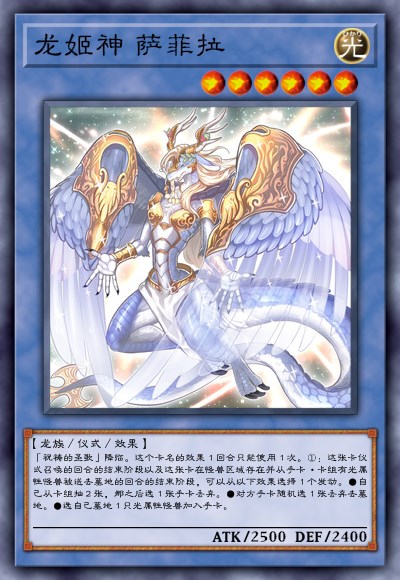 龙姬神 萨菲拉
ひかり
光
【龙族/仪式/效果】
「祝祷的圣歌」降临。这个卡名的效果1回合只能使用1次。①：这张卡仪
式召唤的回合的结束阶段以及这张卡在怪兽区域存在并从手卡·卡组有光属
性怪兽被送去墓地的回合的结束阶段，可以从以下效果选择1个发动。●自
己从卡组抽2张，那之后选1张手卡丢弃。●对方手卡随机选1张丢弃去墓
地。●选自己墓地1只光属性怪兽加入手卡。
ATK/2500 DEF/2400